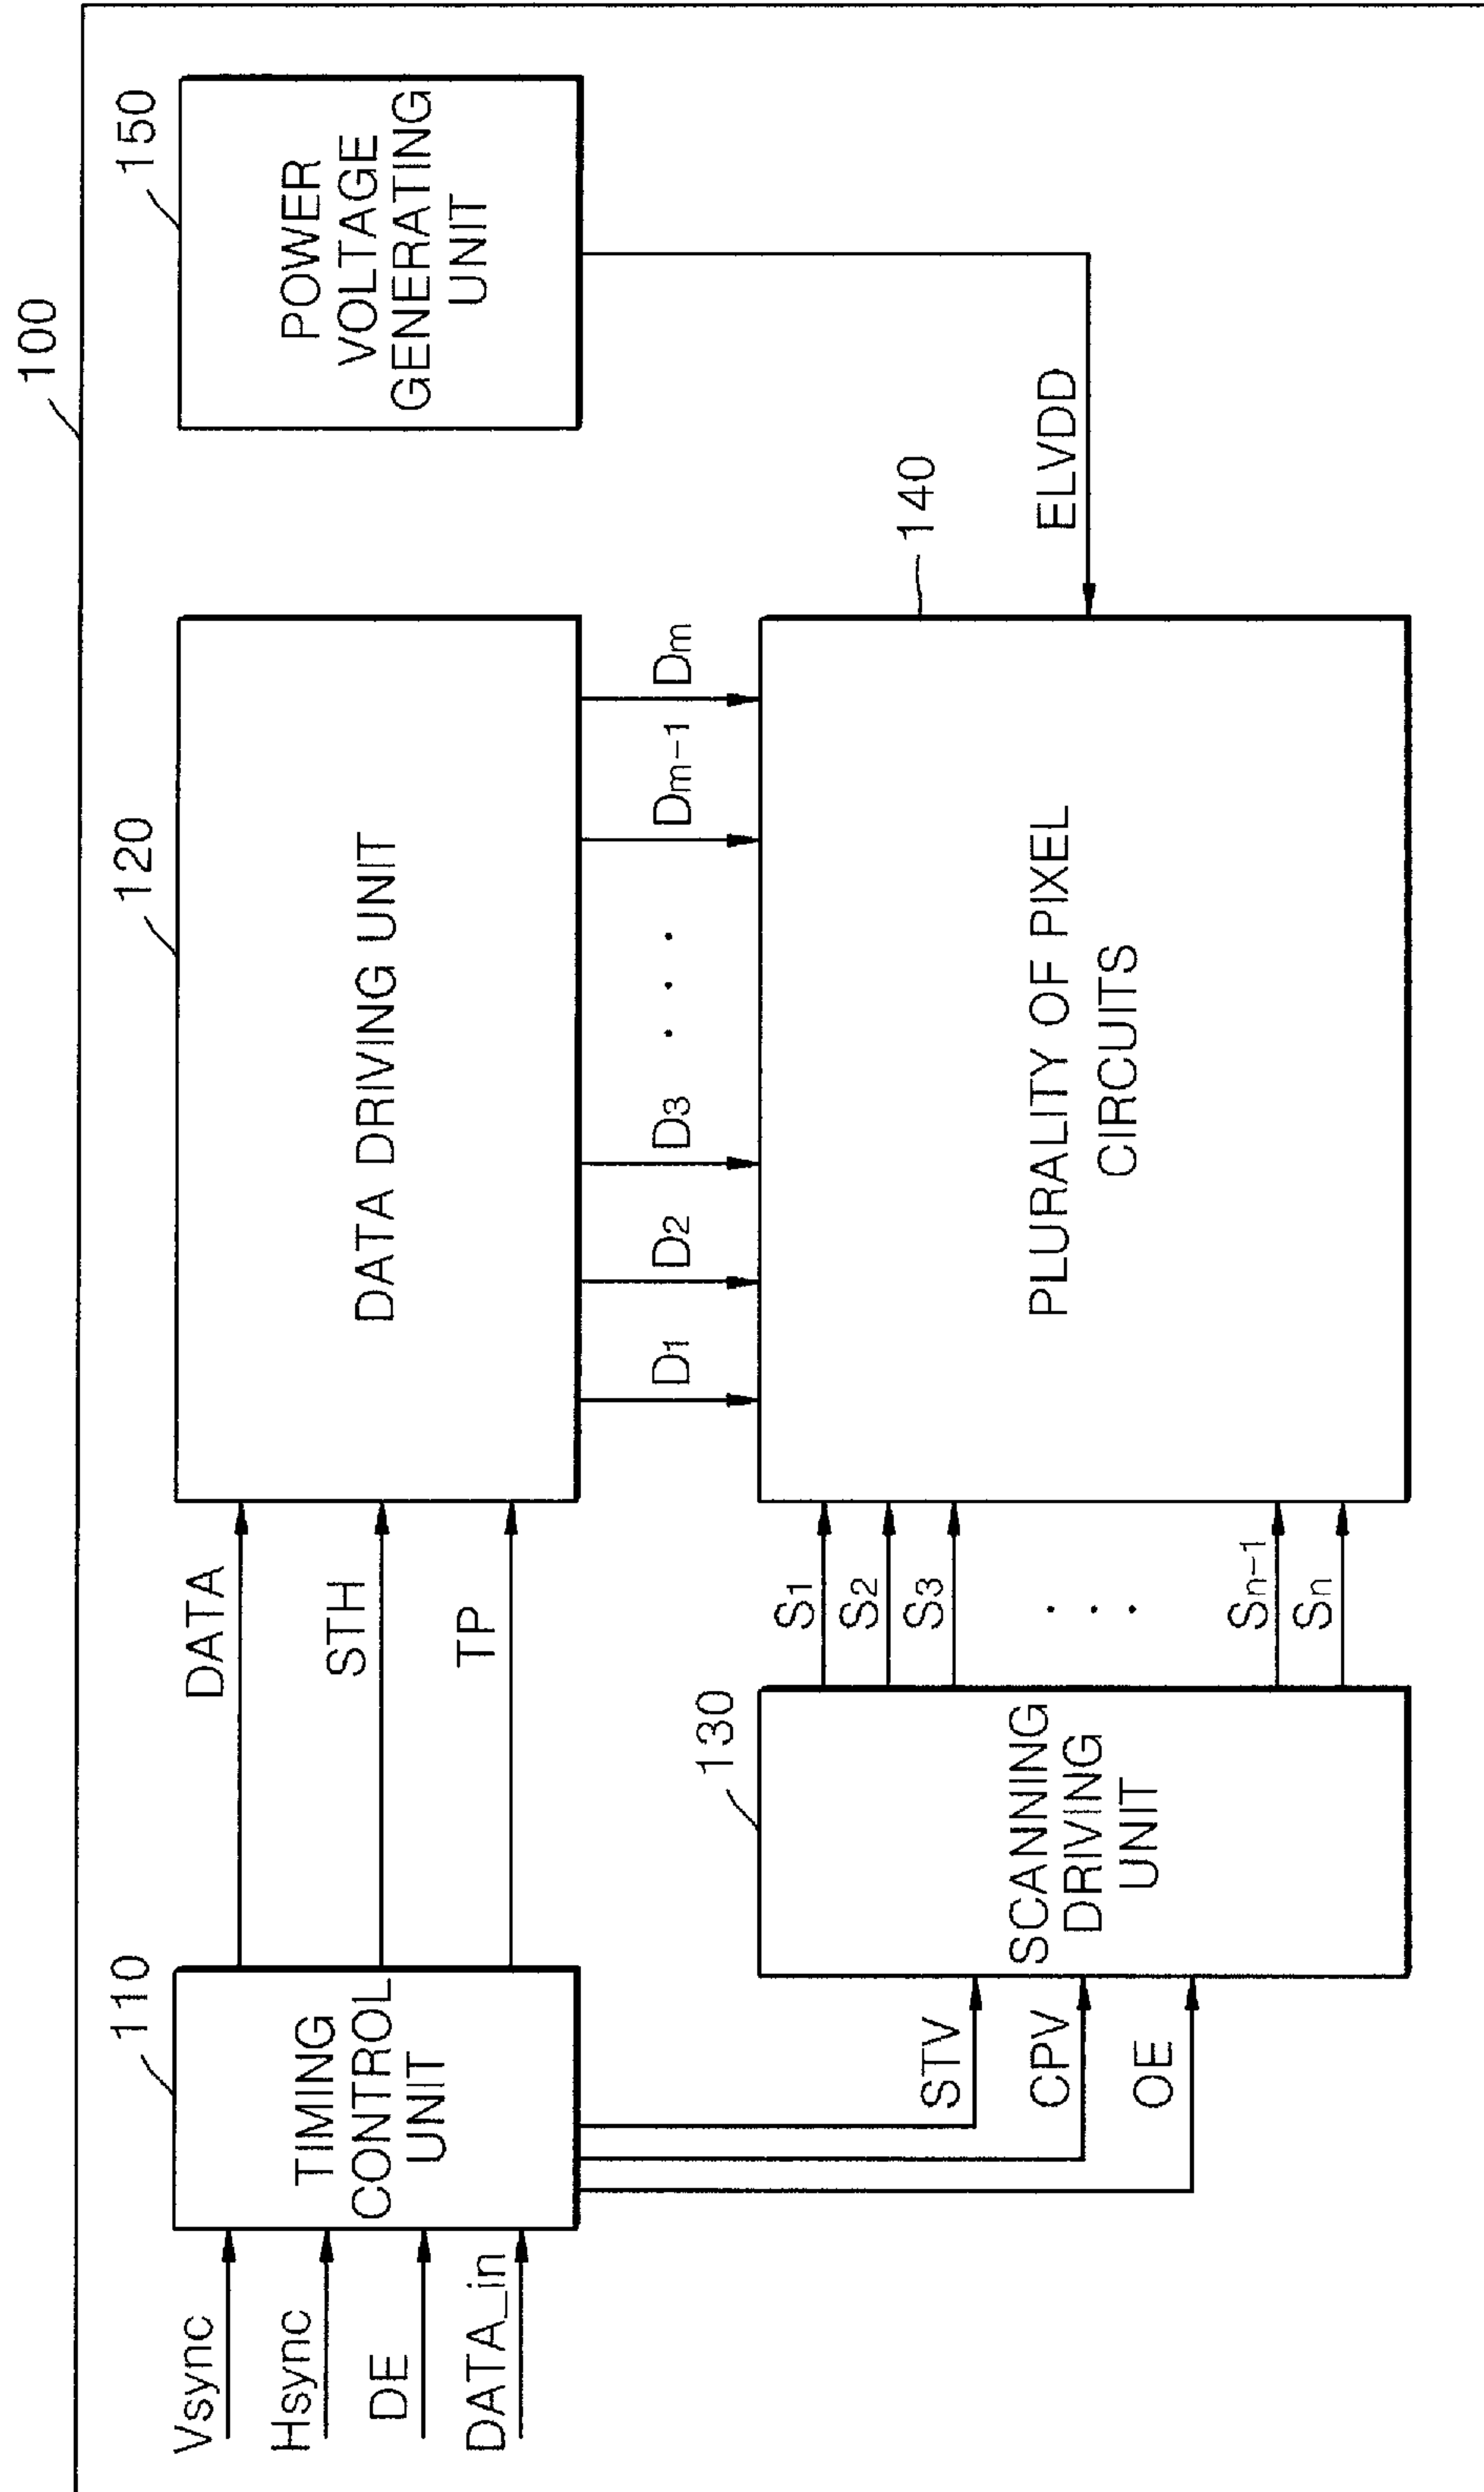 100
110
TIMING
CONTROL
UNIT
Vsync
Hsync
DE
DATA_in
DATA
STH
TP
120
DATA DRIVING UNIT
150
POWER
VOLTAGE
GENERATING
UNIT
STV
CPV
OE
130
SCANNING
DRIVING
UNIT
S1
S2
S3
. . .
Sn-1
Sn
D1
D2
D3
. . .
Dm-1
Dm
140
PLURALITY OF PIXEL
CIRCUITS
ELVDD